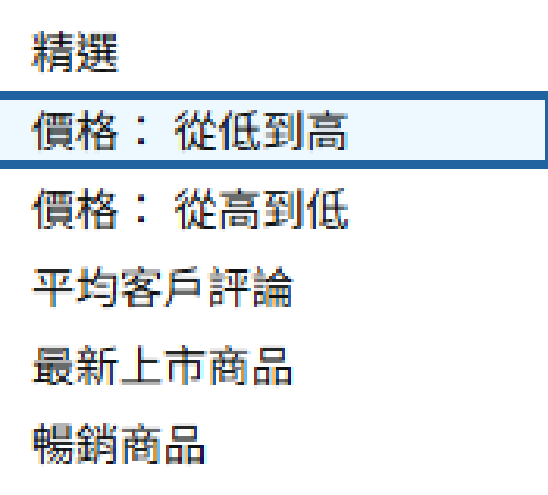 精選
價格： 從低到高
價格： 從高到低
平均客戶評論
最新上市商品
暢銷商品